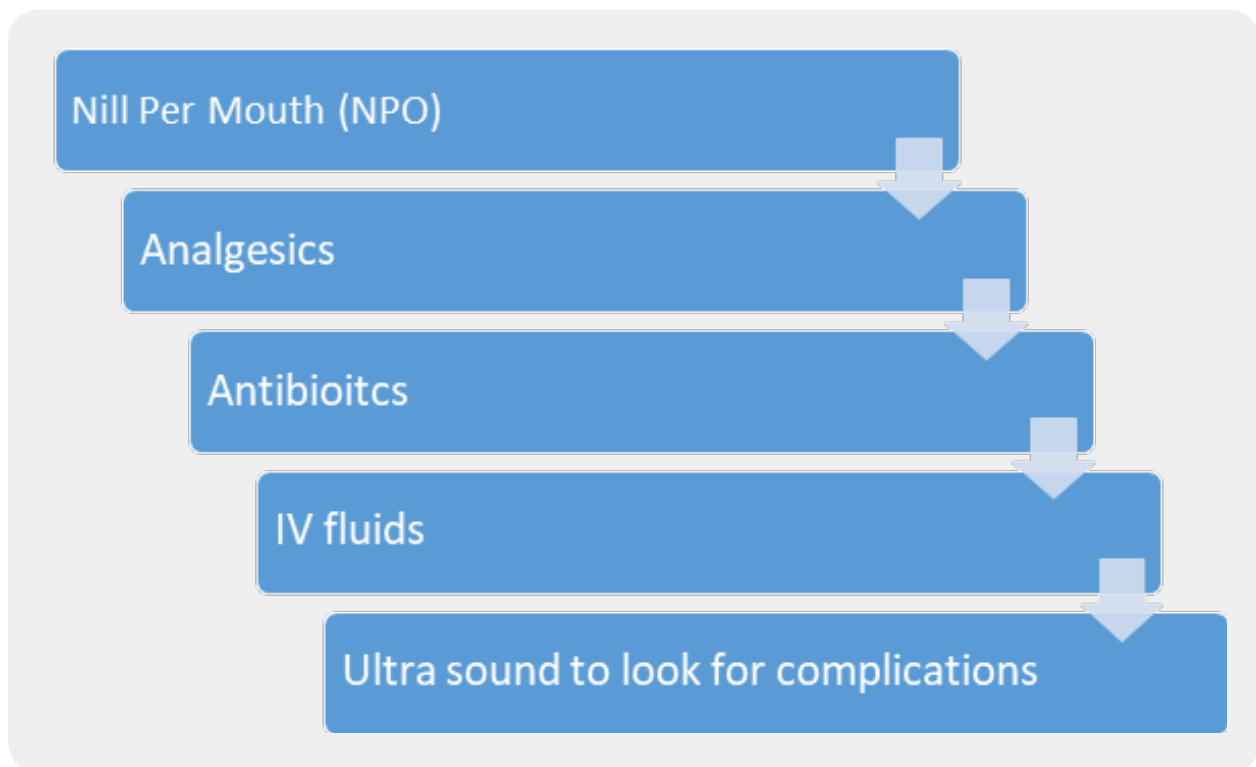 Nill Per Mouth (NPO)
Analgesics
Antibioitcs
IV fluids
Ultra sound to look for complications